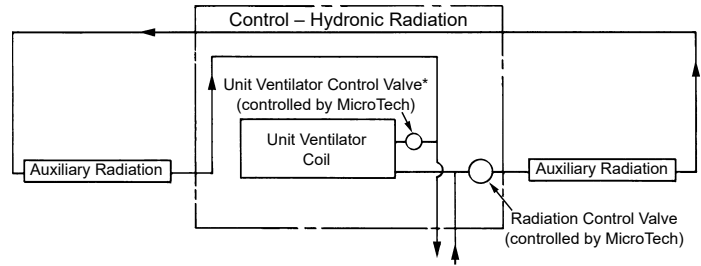 Control – Hydronic Radiation
Unit Ventilator Control Valve*
(controlled by MicroTech)
Unit Ventilator
Coil
Auxiliary Radiation
Auxiliary Radiation
Radiation Control Valve
(controlled by MicroTech)